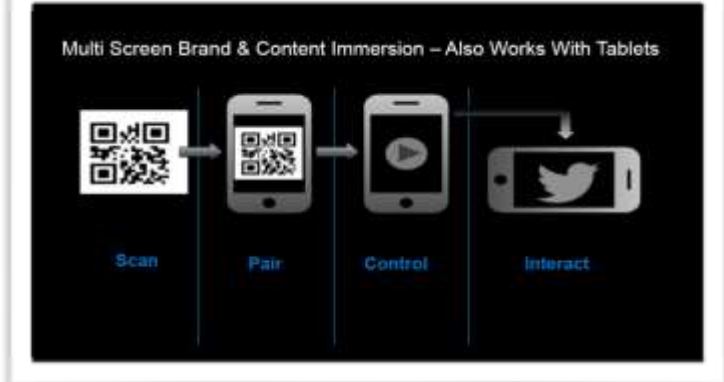 Multi Screen Brand & Content Immersion – Also Works With Tablets
Scan
Pair
Control
Interact